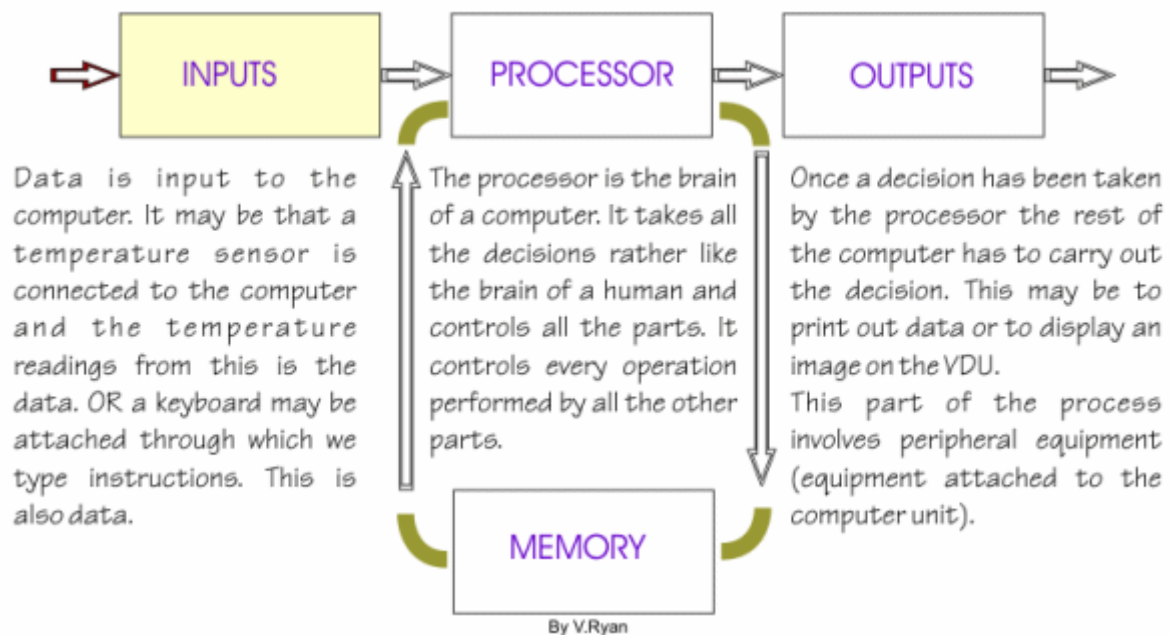 INPUTS
PROCESSOR
OUTPUTS
Data is input to the
computer. It may be that a
temperature sensor is
connected to the computer
and the temperature
readings from this is the
data. OR a keyboard may be
attached through which we
type instructions. This is
also data.
The processor is the brain
of a computer. It takes all
the decisions rather like
the brain of a human and
controls all the parts. It
controls every operation
performed by all the other
parts.
Once a decision has been taken
by the processor the rest of
the computer has to carry out
the decision. This may be to
print out data or to display an
image on the VDU.
This part of the process
involves peripheral equipment
(equipment attached to the
computer unit).
MEMORY
By V.Ryan